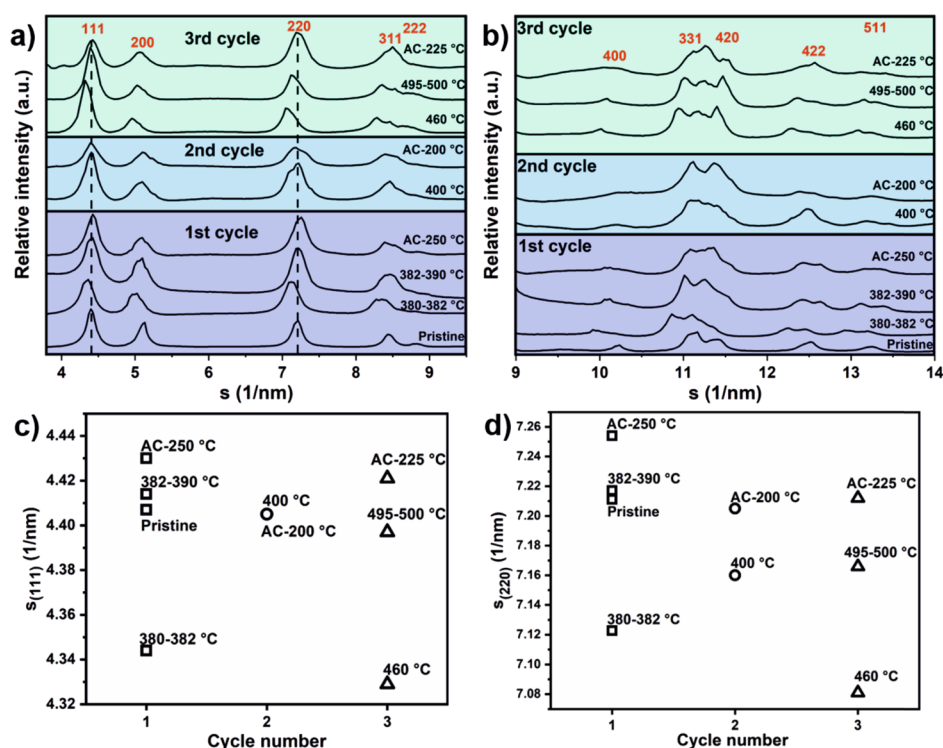 a)
111
200
3rd cycle
220
311
222
AC-225 °C
495-500 °C
460 °C
2nd cycle
AC-200 °C
400 °C
1st cycle
AC-250 °C
382-390 °C
380-382 °C
Pristine
Relative intensity (a.u.)
4 5 6 7 8 9
s (1/nm)
b)
3rd cycle
400
331
420
422
511
AC-225 °C
495-500 °C
460 °C
2nd cycle
AC-200 °C
400 °C
1st cycle
AC-250 °C
382-390 °C
380-382 °C
Pristine
Relative intensity (a.u.)
9 10 11 12 13 14
s (1/nm)
c)
4.44
4.42
4.40
4.38
4.36
4.34
4.32
s(111) (1/nm)
AC-250 °C
382-390 °C
Pristine
380-382 °C
400 °C
AC-200 °C
AC-225 °C
495-500 °C
460 °C
1 2 3
Cycle number
d)
7.26
7.24
7.22
7.20
7.18
7.16
7.14
7.12
7.10
7.08
s(220) (1/nm)
AC-250 °C
382-390 °C
Pristine
380-382 °C
AC-200 °C
400 °C
AC-225 °C
495-500 °C
460 °C
1 2 3
Cycle number